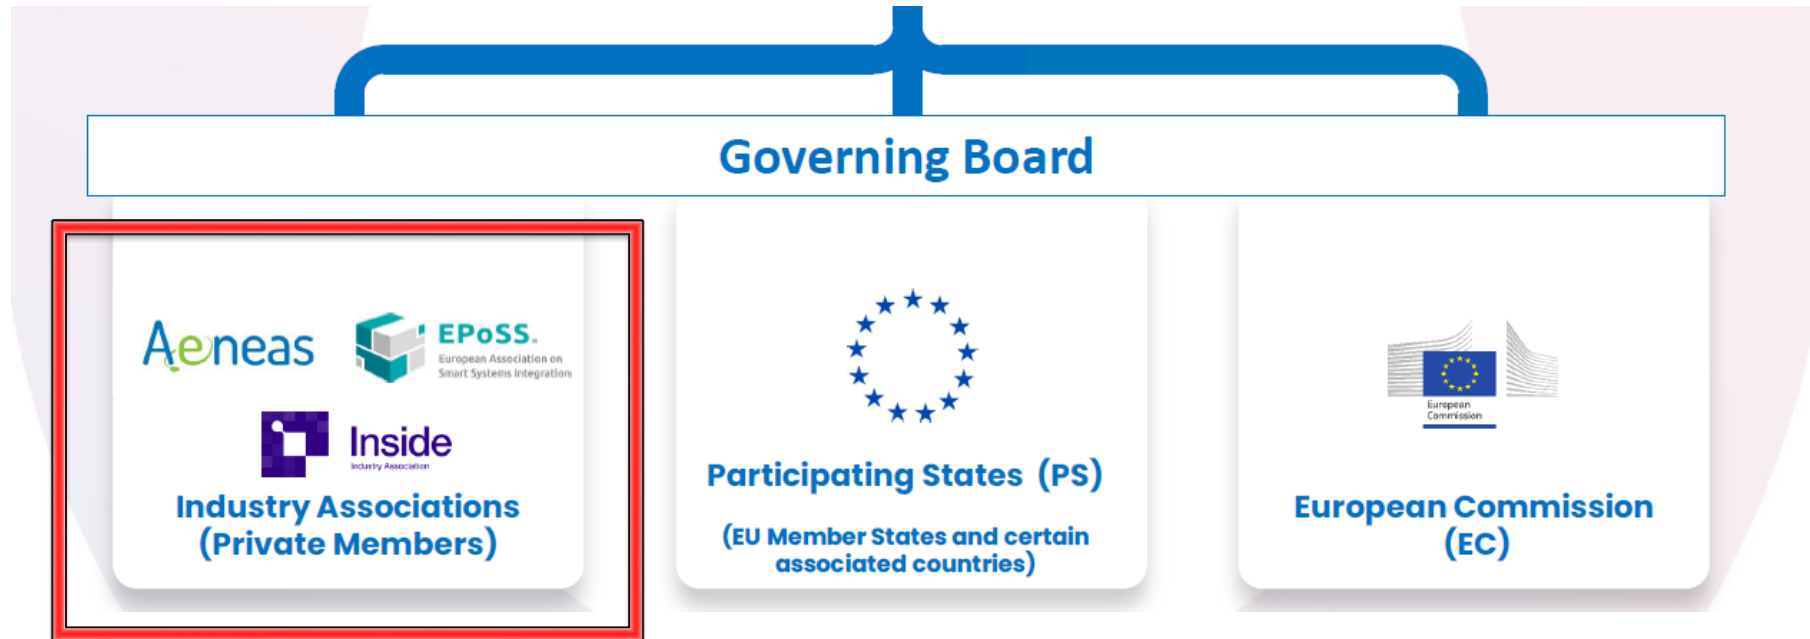 Governing Board
Aeneas
EPoSS.
European Association on
Smart Systems Integration
Inside
Industry Association
Industry Associations
(Private Members)
Participating States (PS)
(EU Member States and certain
associated countries)
European
Commission
European Commission
(EC)